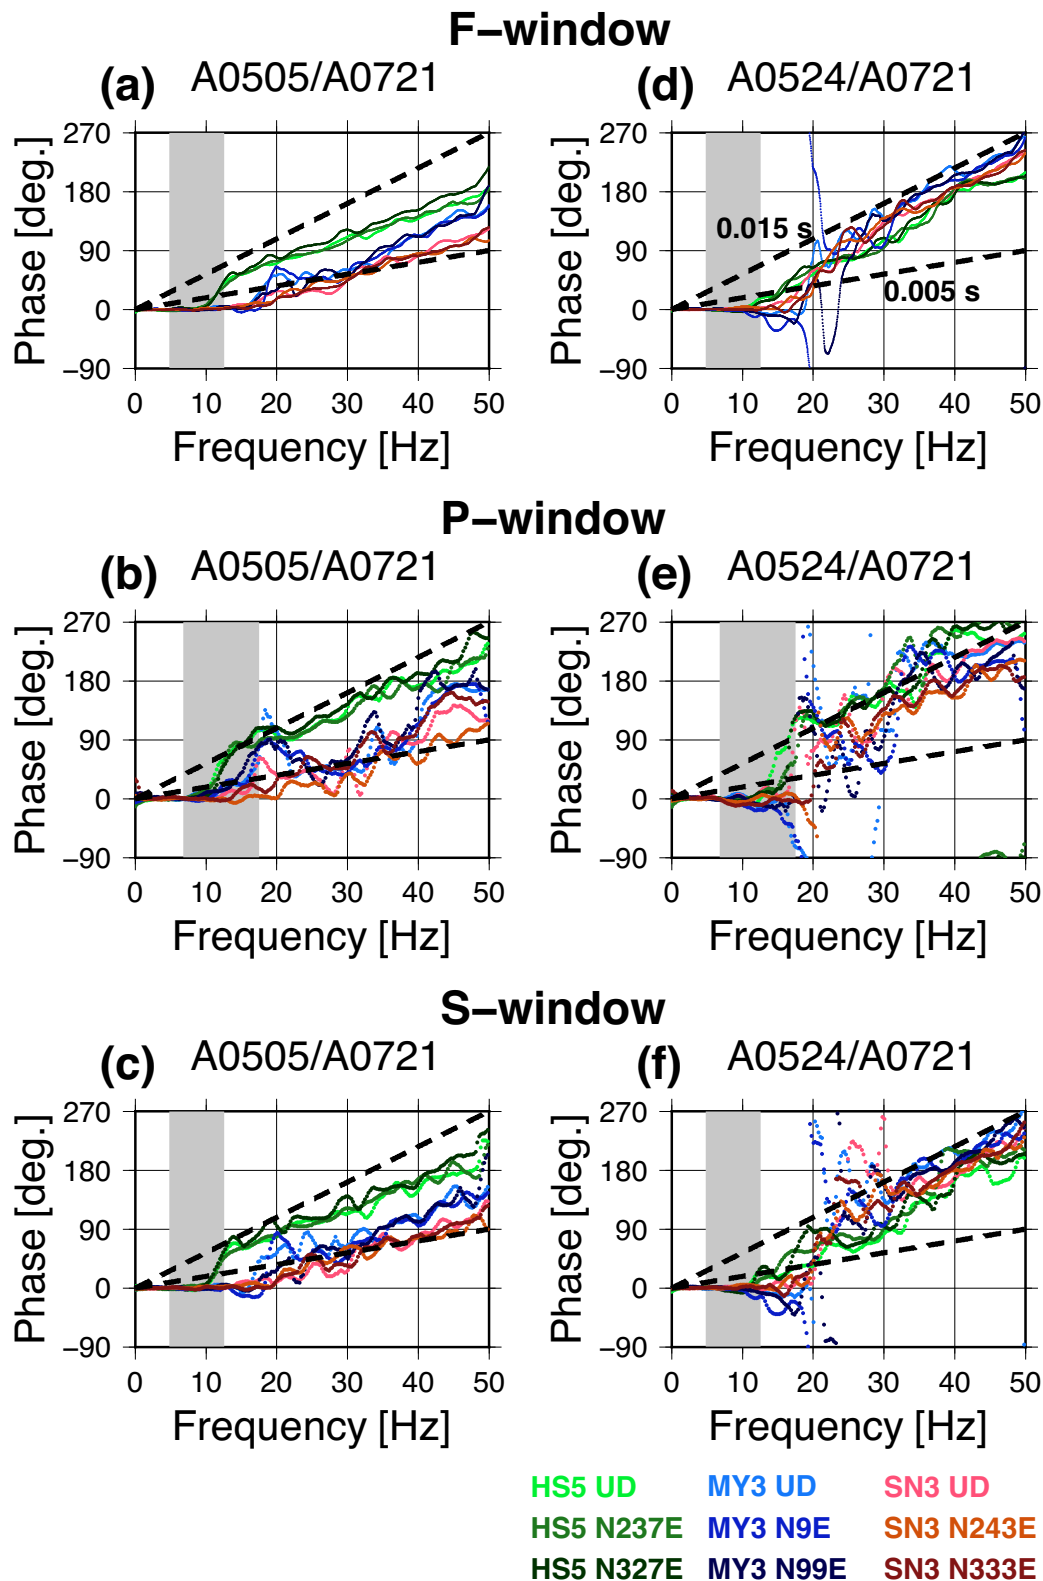 F–window
(a) A0505/A0721
(d) A0524/A0721
270
180
90
0
−90
Phase [deg.]
0 10 20 30 40 50
Frequency [Hz]
270
180
90
0
−90
Phase [deg.]
0.015 s
0.005 s
0 10 20 30 40 50
Frequency [Hz]
P–window
(b) A0505/A0721
(e) A0524/A0721
270
180
90
0
−90
Phase [deg.]
0 10 20 30 40 50
Frequency [Hz]
270
180
90
0
−90
Phase [deg.]
0 10 20 30 40 50
Frequency [Hz]
S–window
(c) A0505/A0721
(f) A0524/A0721
270
180
90
0
−90
Phase [deg.]
0 10 20 30 40 50
Frequency [Hz]
270
180
90
0
−90
Phase [deg.]
0 10 20 30 40 50
Frequency [Hz]
HS5 UD MY3 UD SN3 UD
HS5 N237E MY3 N9E SN3 N243E
HS5 N327E MY3 N99E SN3 N333E